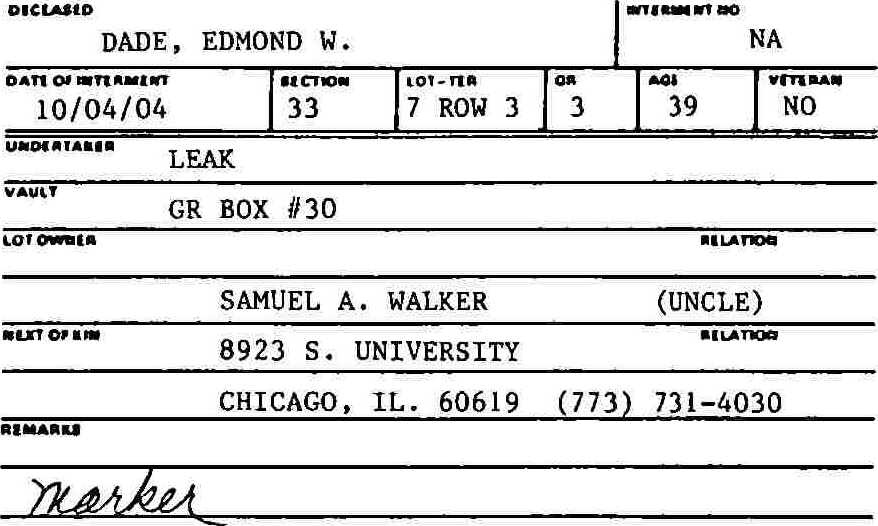 DECEASED INTERMENT NO
DADE, EDMOND W. NA
DATE OF INTERMENT SECTION LOT-TER GR AGE VETERAN
10/04/04 33 7 ROW 3 3 39 NO
UNDERTAKER
LEAK
VAULT
GR BOX #30
LOT OWNER RELATION
SAMUEL A. WALKER (UNCLE)
NEXT OF KIN RELATION
8923 S. UNIVERSITY
CHICAGO, IL. 60619 (773) 731-4030
REMARKS
Marker